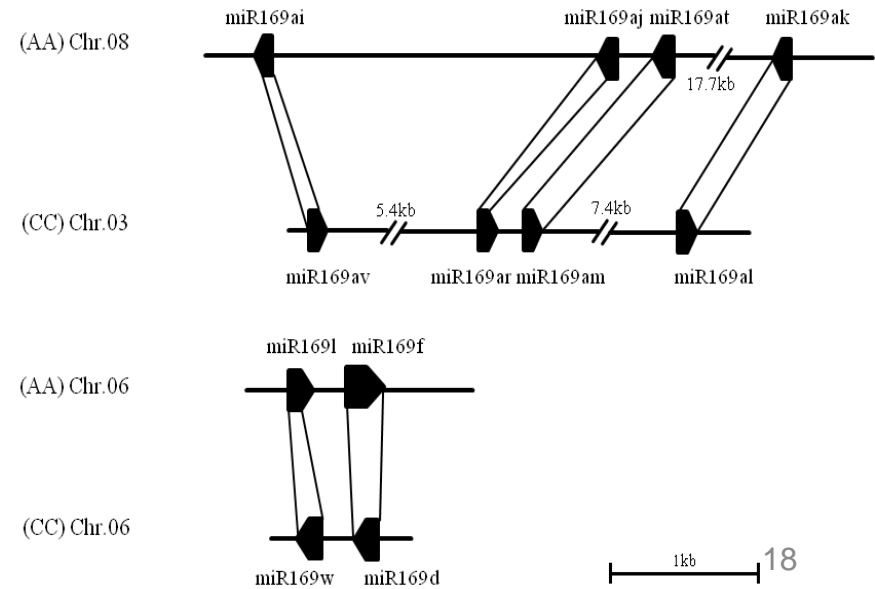 miR169ai miR169aj miR169at miR169ak
(AA) Chr.08
17.7kb
(CC) Chr.03
5.4kb 7.4kb
miR169av miR169ar miR169am miR169al
miR169l miR169f
(AA) Chr.06
(CC) Chr.06
miR169w miR169d
1kb
18